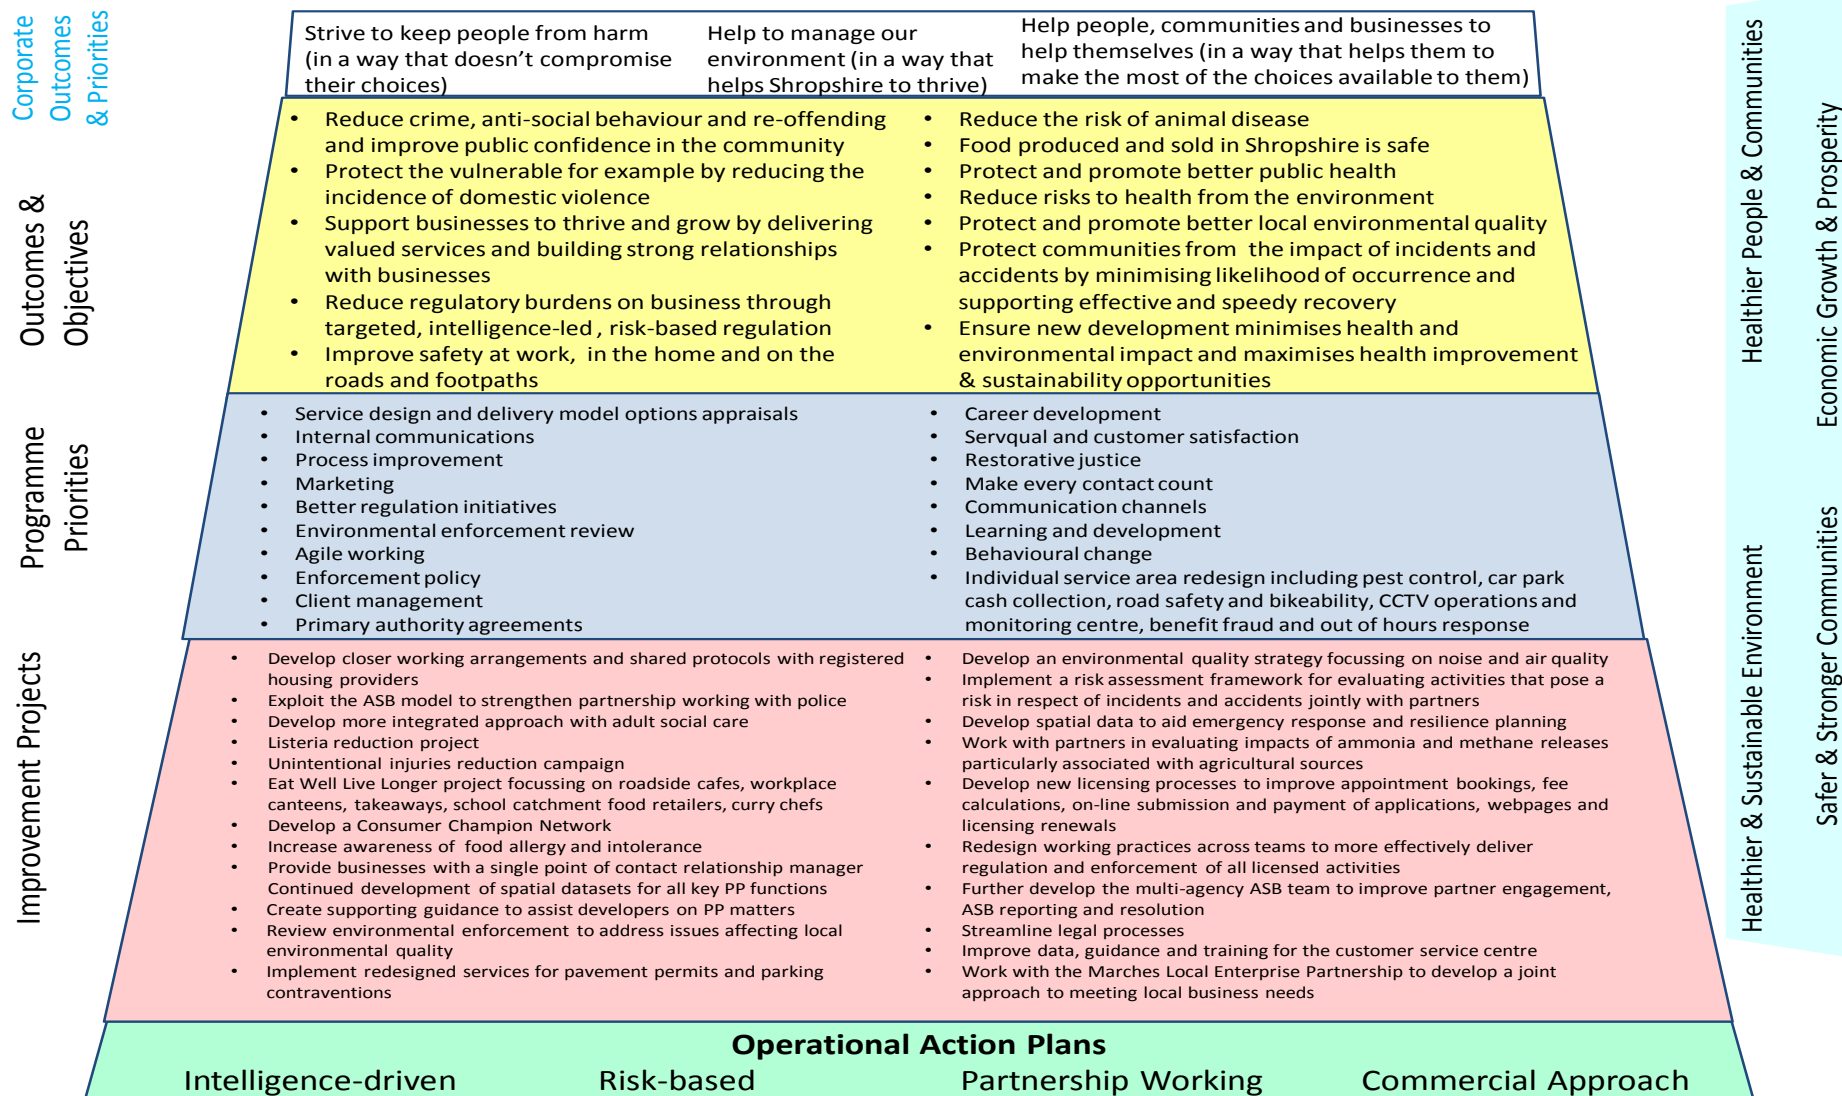 Corporate
Outcomes
& Priorities
Strive to keep people from harm
(in a way that doesn't compromise
their choices)
Help to manage our
environment (in a way that
helps Shropshire to thrive)
Help people, communities and businesses to
help themselves (in a way that helps them to
make the most of the choices available to them)
Outcomes &
Objectives
• Reduce crime, anti-social behaviour and re-offending
and improve public confidence in the community
• Protect the vulnerable for example by reducing the
incidence of domestic violence
• Support businesses to thrive and grow by delivering
valued services and building strong relationships
with businesses
• Reduce regulatory burdens on business through
targeted, intelligence-led , risk-based regulation
• Improve safety at work, in the home and on the
roads and footpaths
• Reduce the risk of animal disease
• Food produced and sold in Shropshire is safe
• Protect and promote better public health
• Reduce risks to health from the environment
• Protect and promote better local environmental quality
• Protect communities from the impact of incidents and
accidents by minimising likelihood of occurrence and
supporting effective and speedy recovery
• Ensure new development minimises health and
environmental impact and maximises health improvement
& sustainability opportunities
Programme
Priorities
• Service design and delivery model options appraisals
• Internal communications
• Process improvement
• Marketing
• Better regulation initiatives
• Environmental enforcement review
• Agile working
• Enforcement policy
• Client management
• Primary authority agreements
• Career development
• Servqual and customer satisfaction
• Restorative justice
• Make every contact count
• Communication channels
• Learning and development
• Behavioural change
• Individual service area redesign including pest control, car park
cash collection, road safety and bikeability, CCTV operations and
monitoring centre, benefit fraud and out of hours response
Improvement Projects
• Develop closer working arrangements and shared protocols with registered
housing providers
• Exploit the ASB model to strengthen partnership working with police
• Develop more integrated approach with adult social care
• Listeria reduction project
• Unintentional injuries reduction campaign
• Eat Well Live Longer project focussing on roadside cafes, workplace
canteens, takeaways, school catchment food retailers, curry chefs
• Develop a Consumer Champion Network
• Increase awareness of food allergy and intolerance
• Provide businesses with a single point of contact relationship manager
Continued development of spatial datasets for all key PP functions
• Create supporting guidance to assist developers on PP matters
• Review environmental enforcement to address issues affecting local
environmental quality
• Implement redesigned services for pavement permits and parking
contraventions
• Develop an environmental quality strategy focussing on noise and air quality
• Implement a risk assessment framework for evaluating activities that pose a
risk in respect of incidents and accidents jointly with partners
• Develop spatial data to aid emergency response and resilience planning
• Work with partners in evaluating impacts of ammonia and methane releases
particularly associated with agricultural sources
• Develop new licensing processes to improve appointment bookings, fee
calculations, on-line submission and payment of applications, webpages and
licensing renewals
• Redesign working practices across teams to more effectively deliver
regulation and enforcement of all licensed activities
• Further develop the multi-agency ASB team to improve partner engagement,
ASB reporting and resolution
• Streamline legal processes
• Improve data, guidance and training for the customer service centre
• Work with the Marches Local Enterprise Partnership to develop a joint
approach to meeting local business needs
Operational Action Plans
Intelligence-driven Risk-based Partnership Working Commercial Approach
Healthier People & Communities
Economic Growth & Prosperity
Healthier & Sustainable Environment
Safer & Stronger Communities